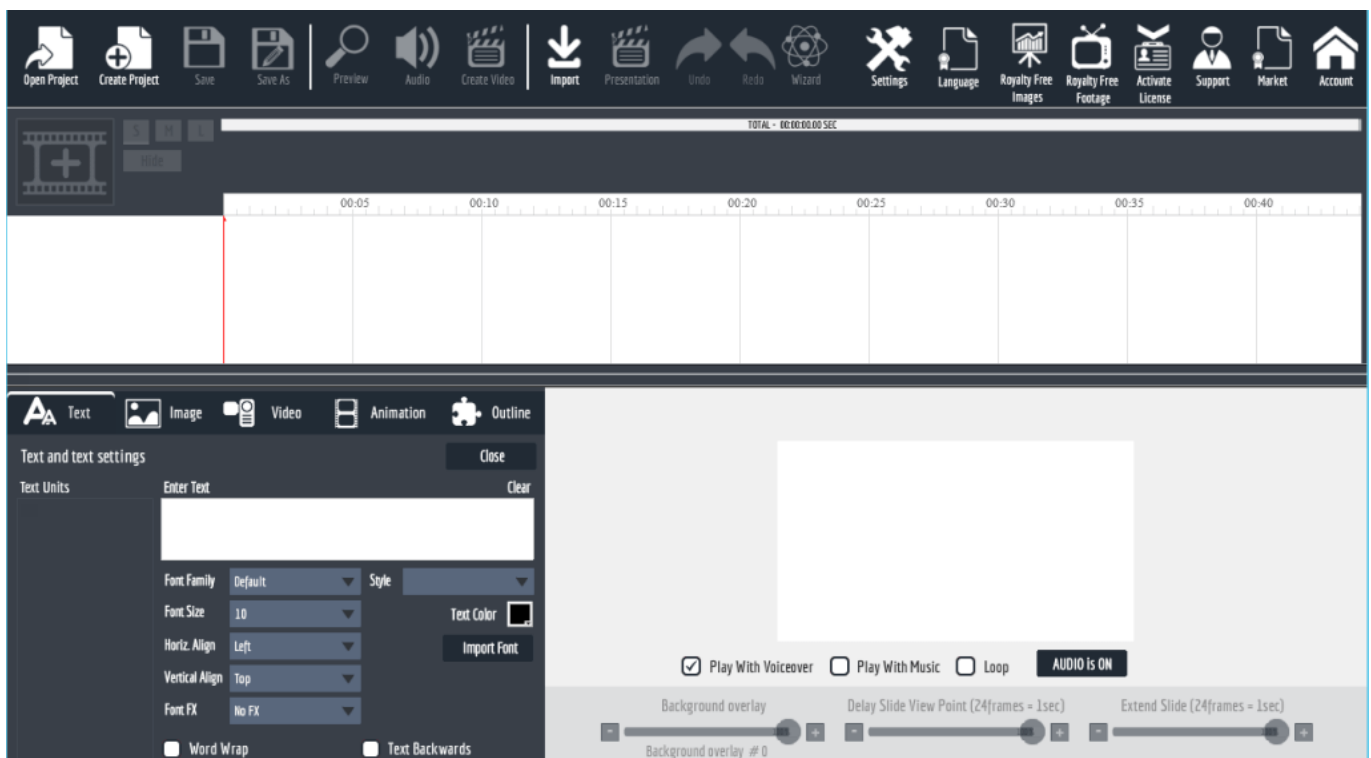 Open Project Create Project Save Save As Preview Audio Create Video Import Presentation Undo Redo Wizard Settings Language Royalty Free Images Royalty Free Footage Activate License Support Market Account
S M L
Hide
TOTAL - 00:00:00.00 SEC
00:05 00:10 00:15 00:20 00:25 00:30 00:35 00:40
Text Image Video Animation Outline
Text and text settings Close
Text Units Enter Text Clear
Font Family Default Style
Font Size 10 Text Color
Horiz. Align Left Import Font
Vertical Align Top
Font FX No FX
Word Wrap Text Backwards
Play With Voiceover Play With Music Loop AUDIO iS ON
Background overlay Delay Slide View Point (24frames = 1sec) Extend Slide (24frames = 1sec)
- + - + - +
Background overlay # 0